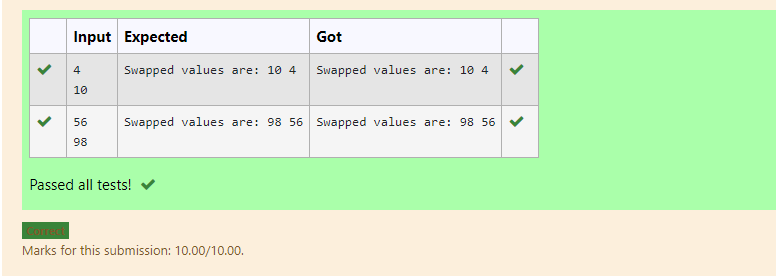 Input Expected Got
4 Swapped values are: 10 4 Swapped values are: 10 4
10
56 Swapped values are: 98 56 Swapped values are: 98 56
98
Passed all tests!
Correct
Marks for this submission: 10.00/10.00.